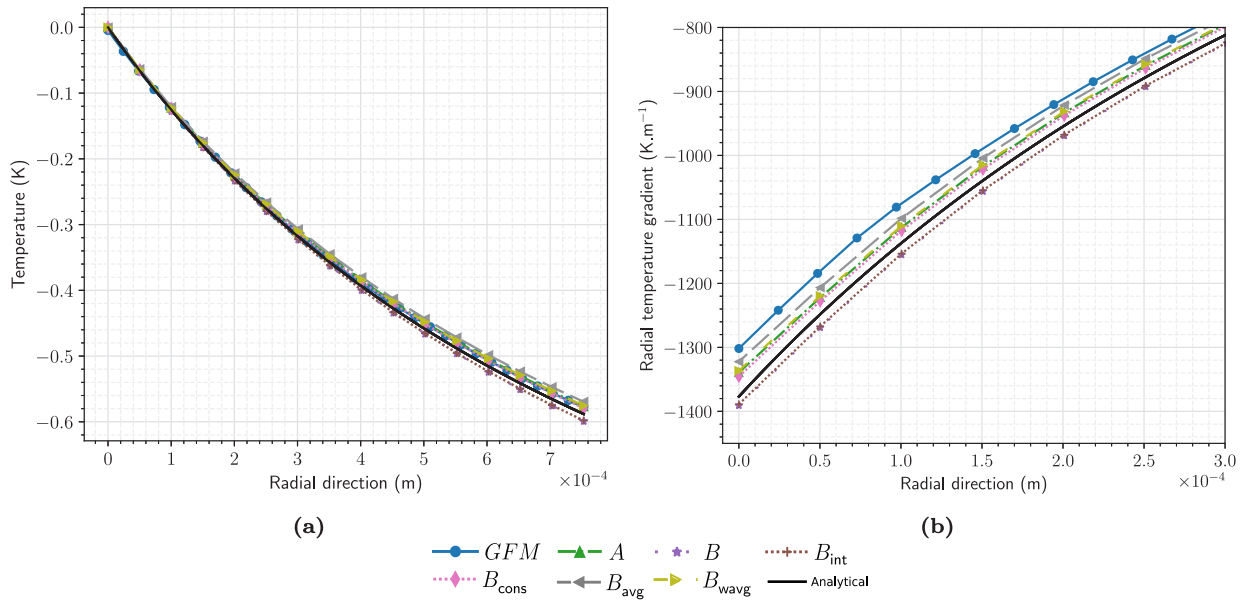 0.0
−0.1
−0.2
−0.3
−0.4
−0.5
−0.6
Temperature (K)
0 1 2 3 4 5 6 7
Radial direction (m)
×10−4
(a)
−800
−900
−1000
−1100
−1200
−1300
−1400
Radial temperature gradient (K.m−1)
0.0 0.5 1.0 1.5 2.0 2.5 3.0
Radial direction (m)
×10−4
(b)
GFM A B Bint
Bcons Bavg Bwavg Analytical